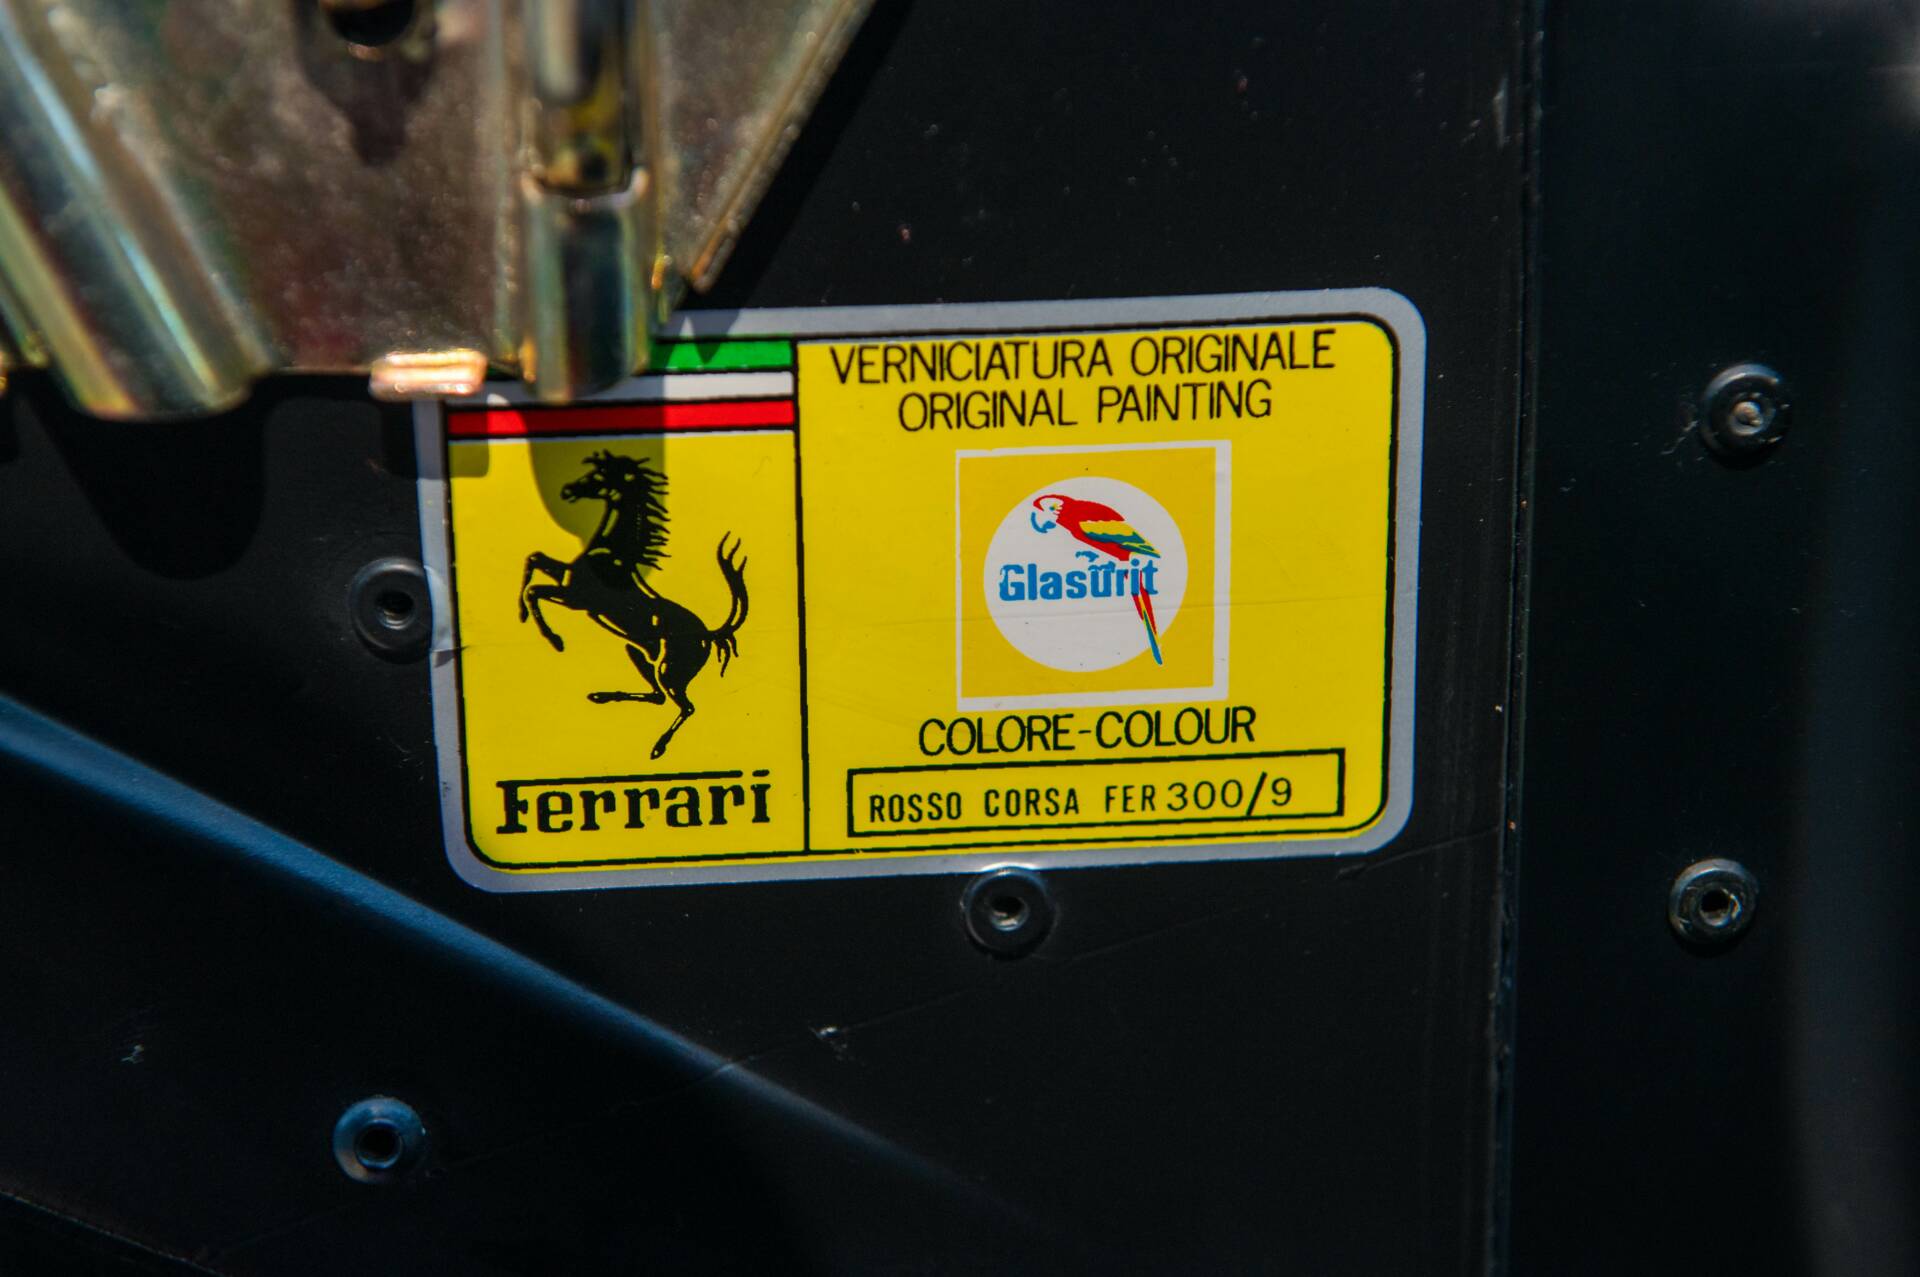 VERNICIATURA ORIGINALE
ORIGINAL PAINTING
Glasurit
COLORE-COLOUR
ROSSO CORSA FER 300/9
Ferrari